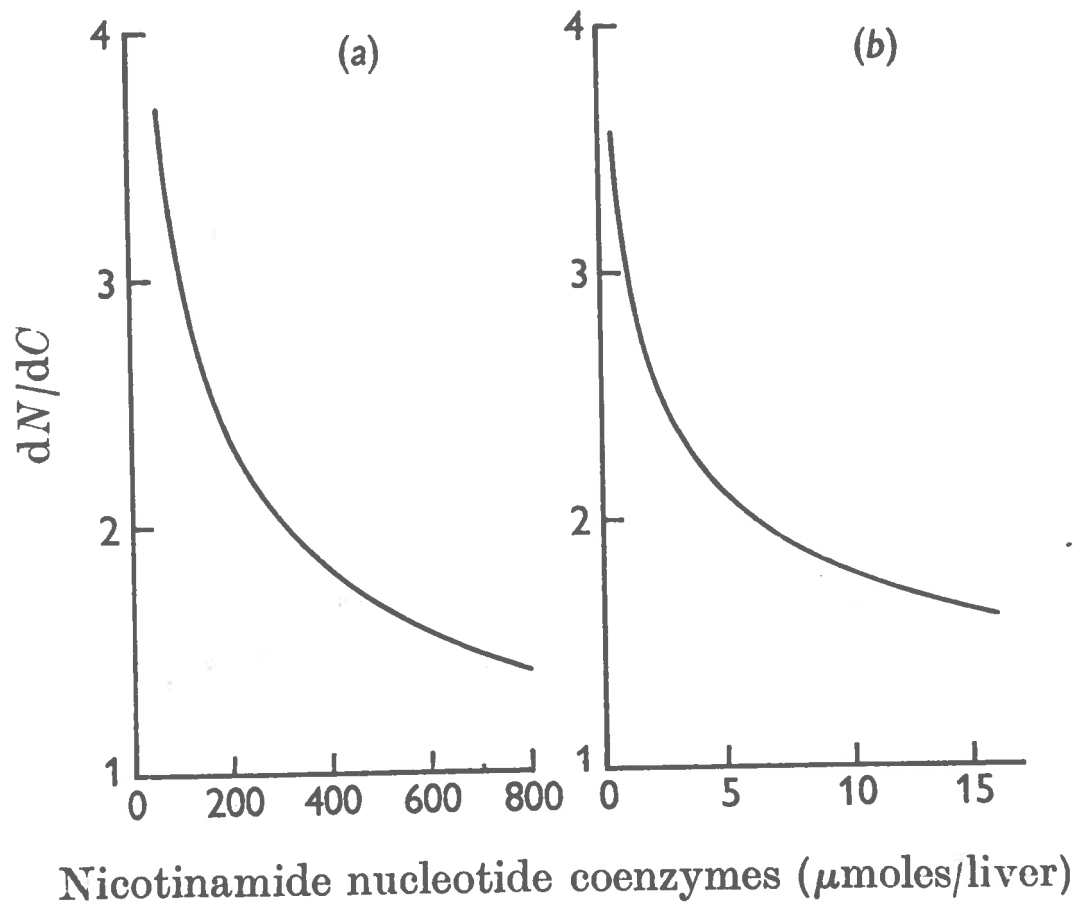 (a)
4
3
2
1
dN/dC
0 200 400 600 800
(b)
4
3
2
1
0 5 10 15
Nicotinamide nucleotide coenzymes (μmoles/liver)